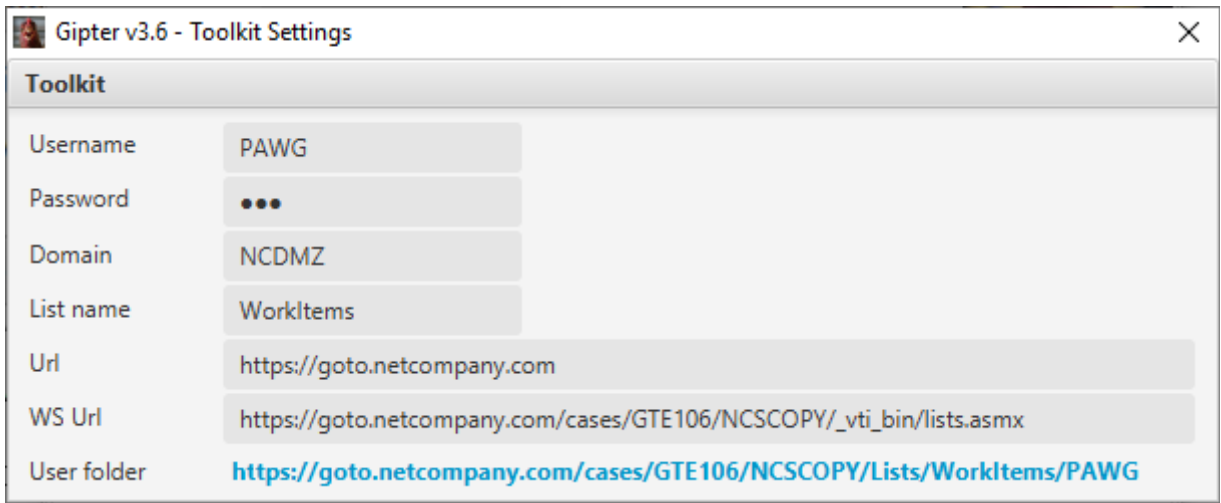 Gipter v3.6 - Toolkit Settings
Toolkit
Username PAWG
Password •••
Domain NCDMZ
List name WorkItems
Url https://goto.netcompany.com
WS Url https://goto.netcompany.com/cases/GTE106/NCSCOPY/_vti_bin/lists.asmx
User folder https://goto.netcompany.com/cases/GTE106/NCSCOPY/Lists/WorkItems/PAWG